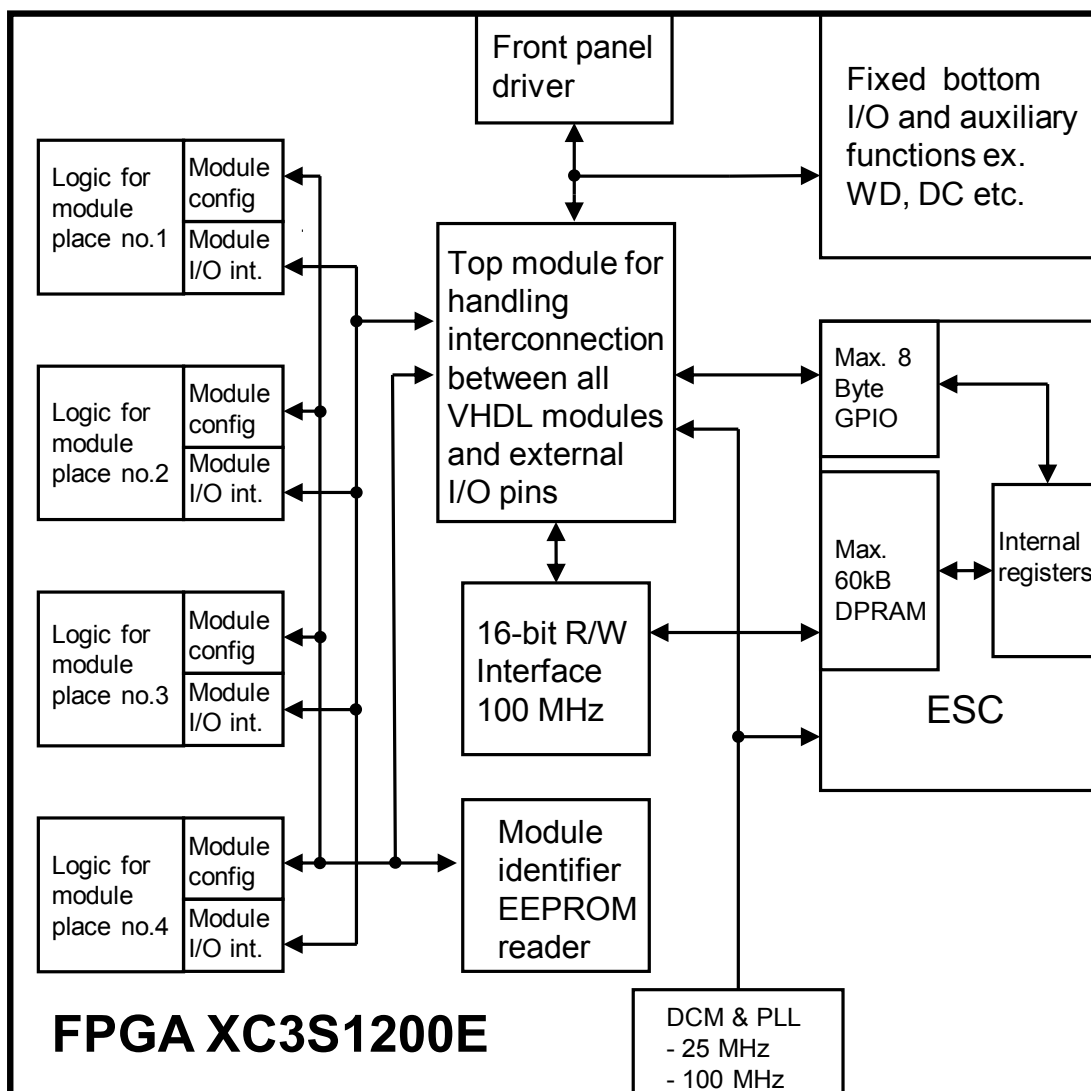 Front panel
driver
Fixed bottom
I/O and auxiliary
functions ex.
WD, DC etc.
Logic for
module
place no.1
Module
config
Module
I/O int.
Top module for
handling
interconnection
between all
VHDL modules
and external
I/O pins
Max. 8
Byte
GPIO
Logic for
module
place no.2
Module
config
Module
I/O int.
Max.
60kB
DPRAM
Internal
registers
Logic for
module
place no.3
Module
config
Module
I/O int.
16-bit R/W
Interface
100 MHz
ESC
Logic for
module
place no.4
Module
config
Module
I/O int.
Module
identifier
EEPROM
reader
FPGA XC3S1200E
DCM & PLL
- 25 MHz
- 100 MHz